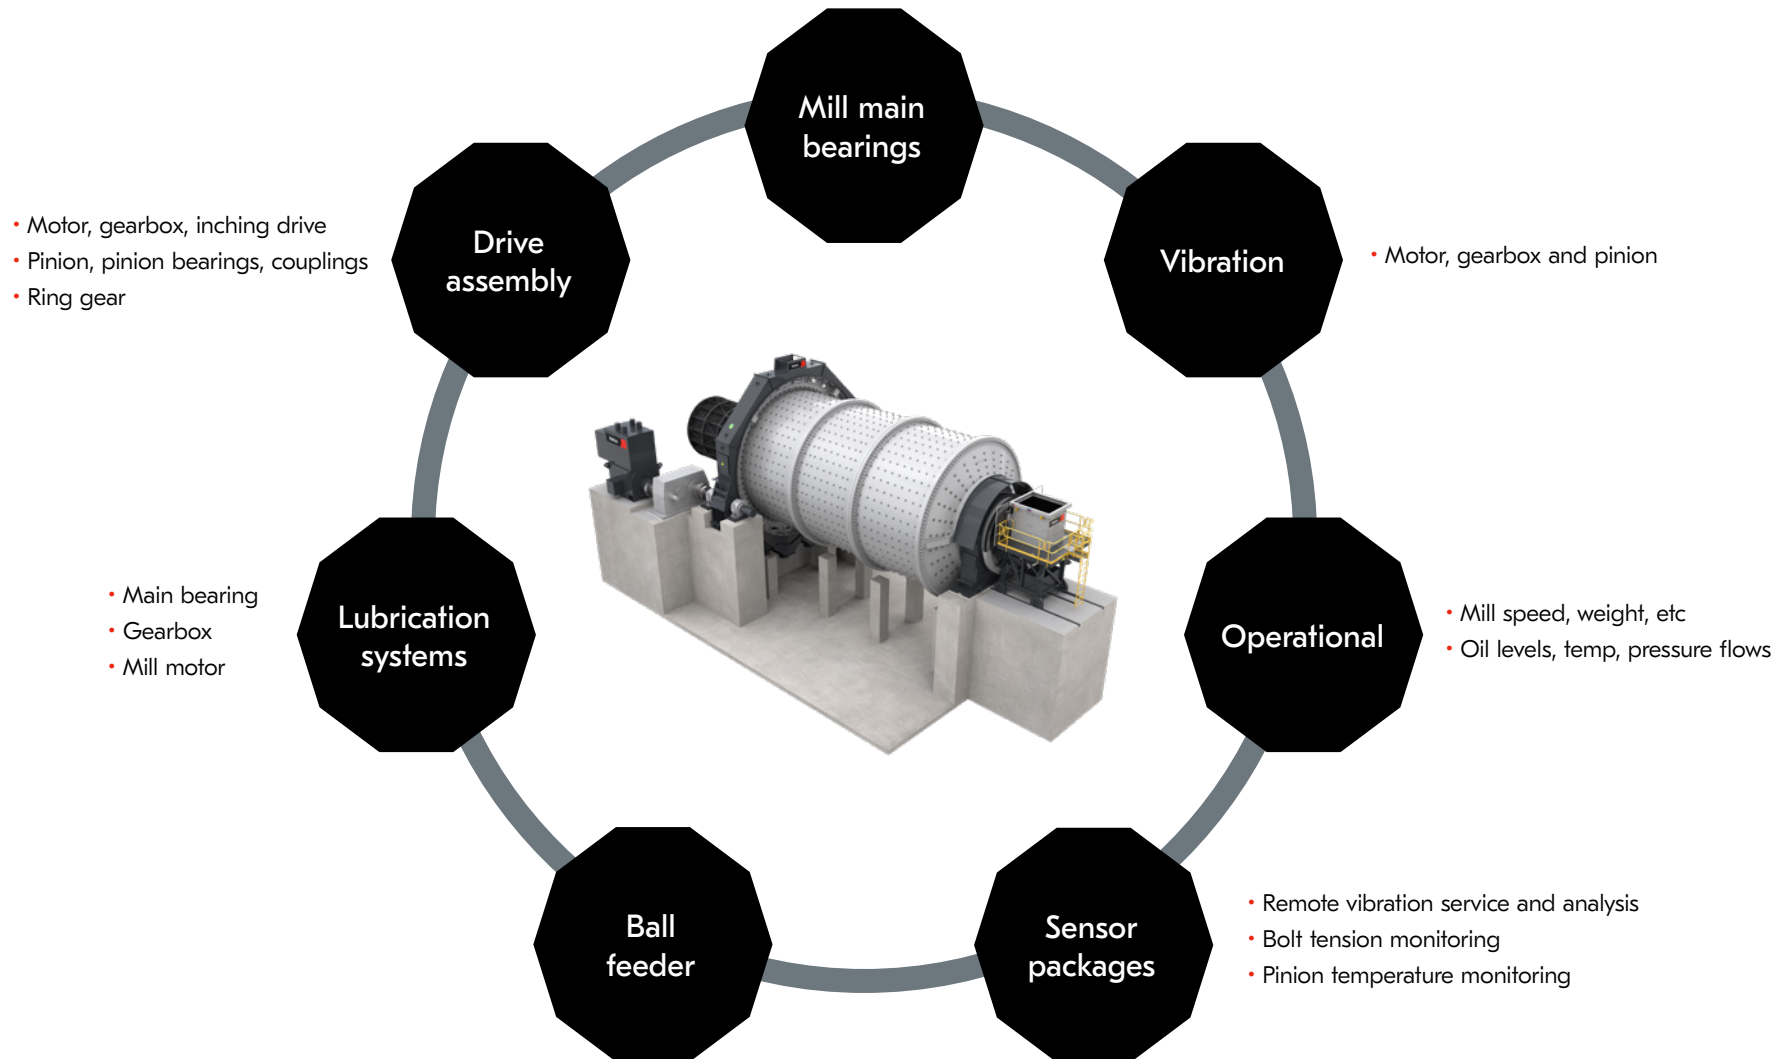 Mill main
bearings
Drive
assembly
• Motor, gearbox, inching drive
• Pinion, pinion bearings, couplings
• Ring gear
Vibration
• Motor, gearbox and pinion
Lubrication
systems
• Main bearing
• Gearbox
• Mill motor
Operational
• Mill speed, weight, etc
• Oil levels, temp, pressure flows
Ball
feeder
Sensor
packages
• Remote vibration service and analysis
• Bolt tension monitoring
• Pinion temperature monitoring